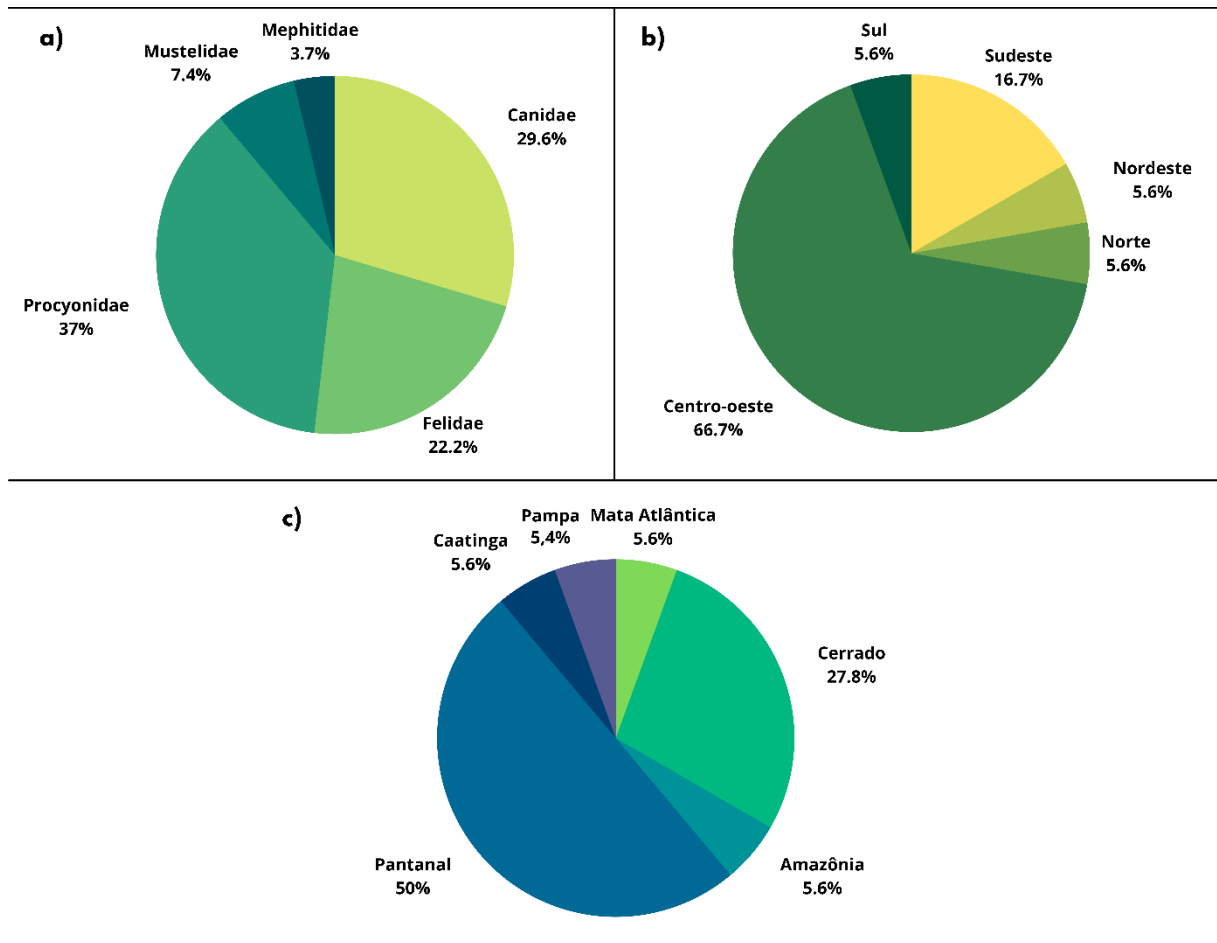 a)
Mephitidae
3.7%
Mustelidae
7.4%
Canidae
29.6%
Procyonidae
37%
Felidae
22.2%
b)
Sul
5.6%
Sudeste
16.7%
Nordeste
5.6%
Norte
5.6%
Centro-oeste
66.7%
c)
Pampa
5,4%
Mata Atlântica
5.6%
Caatinga
5.6%
Cerrado
27.8%
Pantanal
50%
Amazônia
5.6%